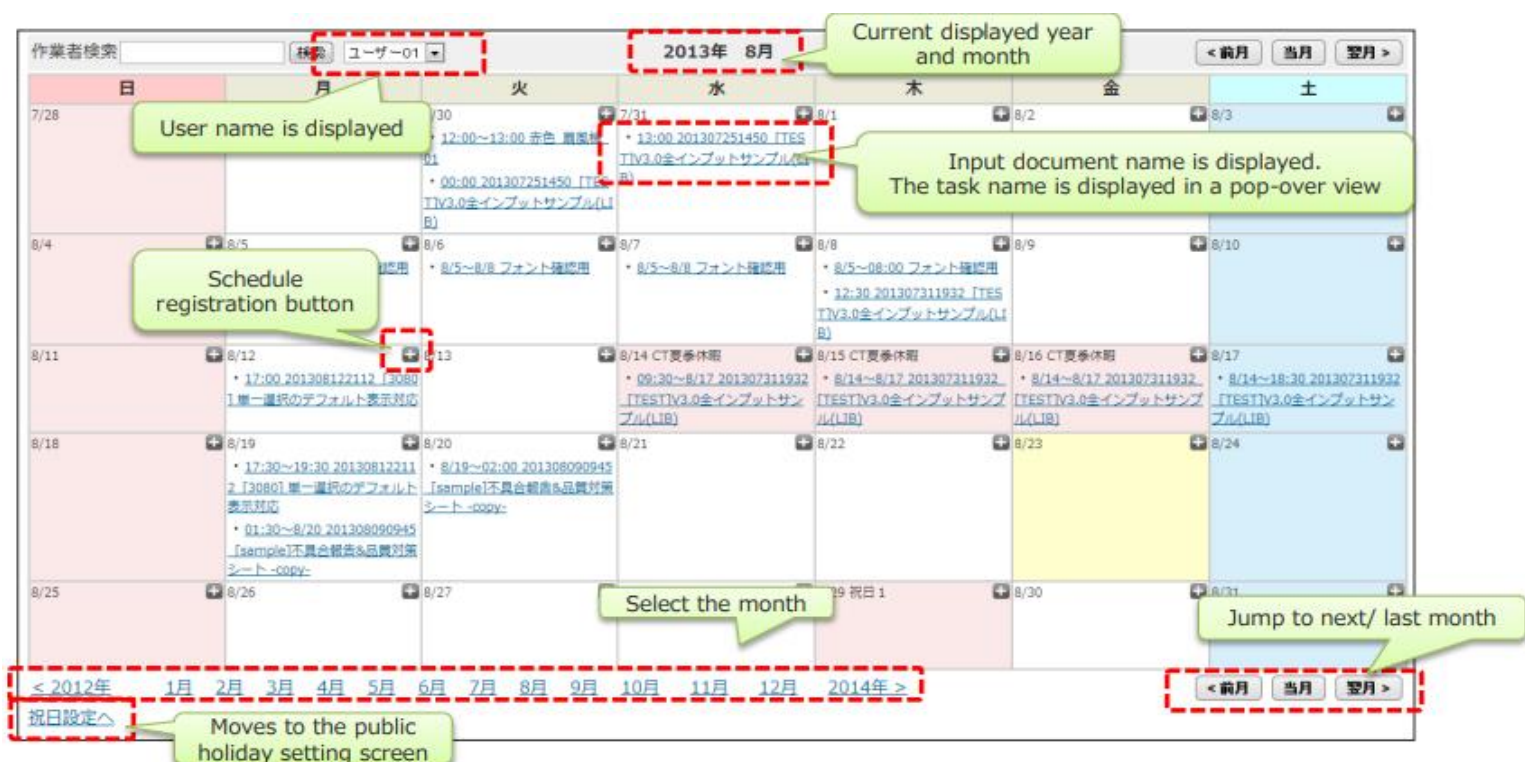 Current displayed year
and month
作業者検索 検索 ユーザー01 2013年 8月 <前月 当月 翌月>
日 月 火 水 木 金 土
User name is displayed
7/28 /30 7/31 8/1 8/2 8/3
・12:00～13:00 赤色
01
・00:00 201307251450 [TES
T]V3.0全インプットサンプル(LI
B)
・13:00 201307251450 [TES
T]V3.0全インプットサンプル(LI
B)
Input document name is displayed.
The task name is displayed in a pop-over view
8/4 8/5 8/6 8/7 8/8 8/9 8/10
認用
・8/5～8/8 フォント確認用
・8/5～8/8 フォント確認用
・8/5～08:00 フォント確認用
・12:30 201307311932 [TES
T]V3.0全インプットサンプル(LI
B)
Schedule
registration button
8/11 8/12 8/13 8/14 CT夏季休暇 8/15 CT夏季休暇 8/16 CT夏季休暇 8/17
・17:00 201308122112 [3080
]単一選択のデフォルト表示対応
・09:30～8/17 201307311932
[TEST]V3.0全インプットサン
プル(LIB)
・8/14～8/17 201307311932
[TEST]V3.0全インプットサンプ
ル(LIB)
・8/14～8/17 201307311932
[TEST]V3.0全インプットサンプ
ル(LIB)
・8/14～18:30 201307311932
[TEST]V3.0全インプットサン
プル(LIB)
8/18 8/19 8/20 8/21 8/22 8/23 8/24
・17:30～19:30 20130812211
2 [3080] 単一選択のデフォルト
表示対応
・01:30～8/20 201308090945
[sample]不具合報告&品質対策
シート -copy-
・8/19～02:00 201308090945
[sample]不具合報告&品質対策
シート -copy-
8/25 8/26 8/27 /29 祝日1 8/30 8/31
Select the month
Jump to next/ last month
< 2012年 1月 2月 3月 4月 5月 6月 7月 8月 9月 10月 11月 12月 2014年 > <前月 当月 翌月>
祝日設定へ
Moves to the public
holiday setting screen